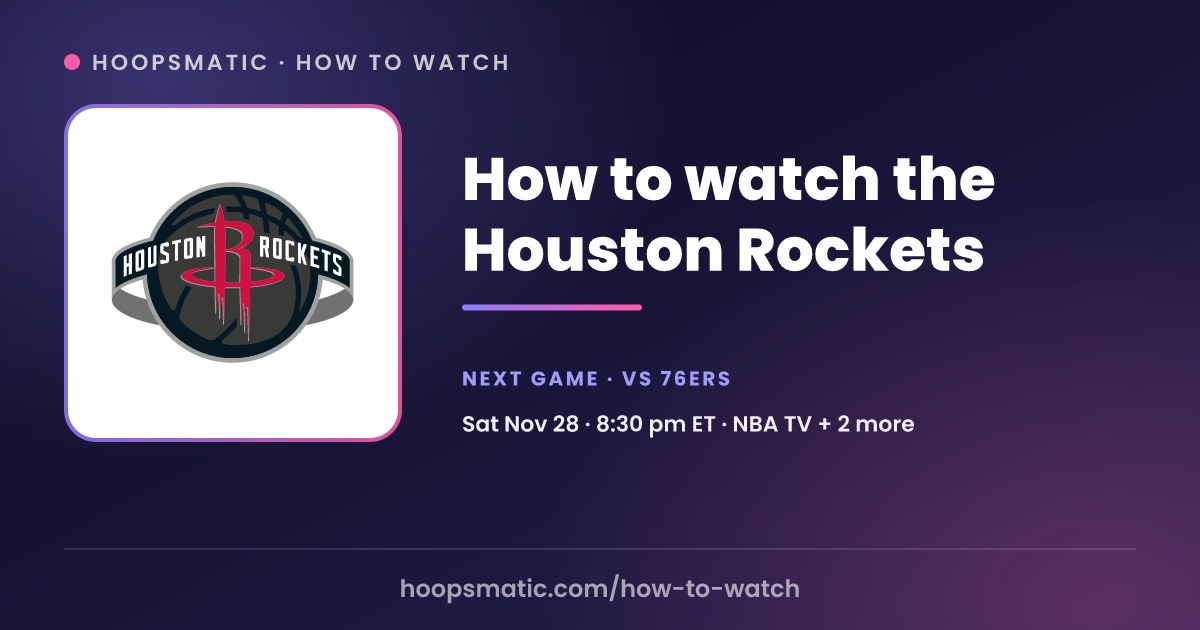 HOOPSMATIC · HOW TO WATCH
HOUSTON ROCKETS
How to watch the
Houston Rockets
NEXT GAME · VS 76ERS
Sat Nov 28 · 8:30 pm ET · NBA TV + 2 more
hoopsmatic.com/how-to-watch